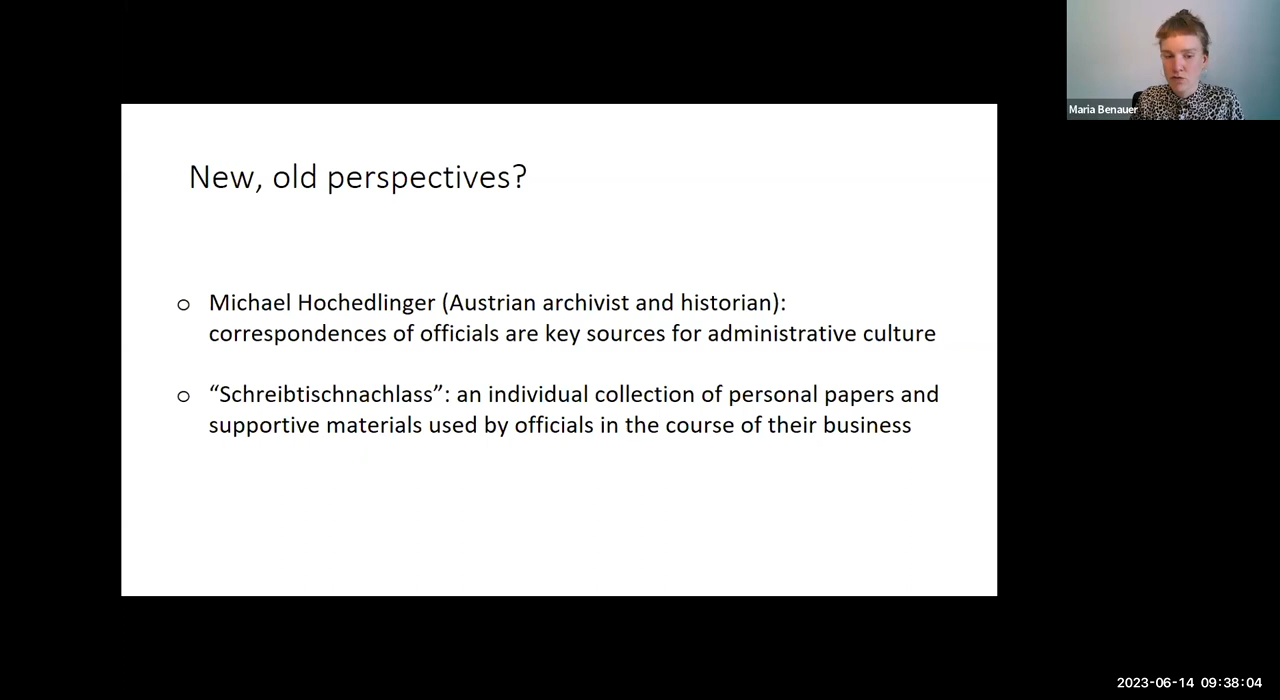 Maria Benauer
New, old perspectives?
o Michael Hochedlinger (Austrian archivist and historian):
correspondences of officials are key sources for administrative culture
o “Schreibtischnachlass”: an individual collection of personal papers and
supportive materials used by officials in the course of their business
2023-06-14 09:38:04